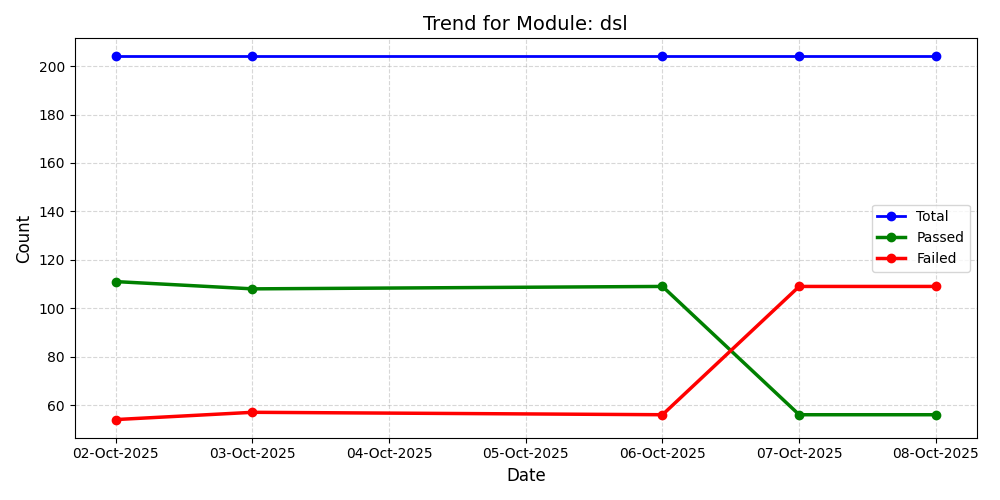 Trend for Module: dsl
200
180
160
140
120
100
80
60
Count
Total
Passed
Failed
02-Oct-2025 03-Oct-2025 04-Oct-2025 05-Oct-2025 06-Oct-2025 07-Oct-2025 08-Oct-2025
Date